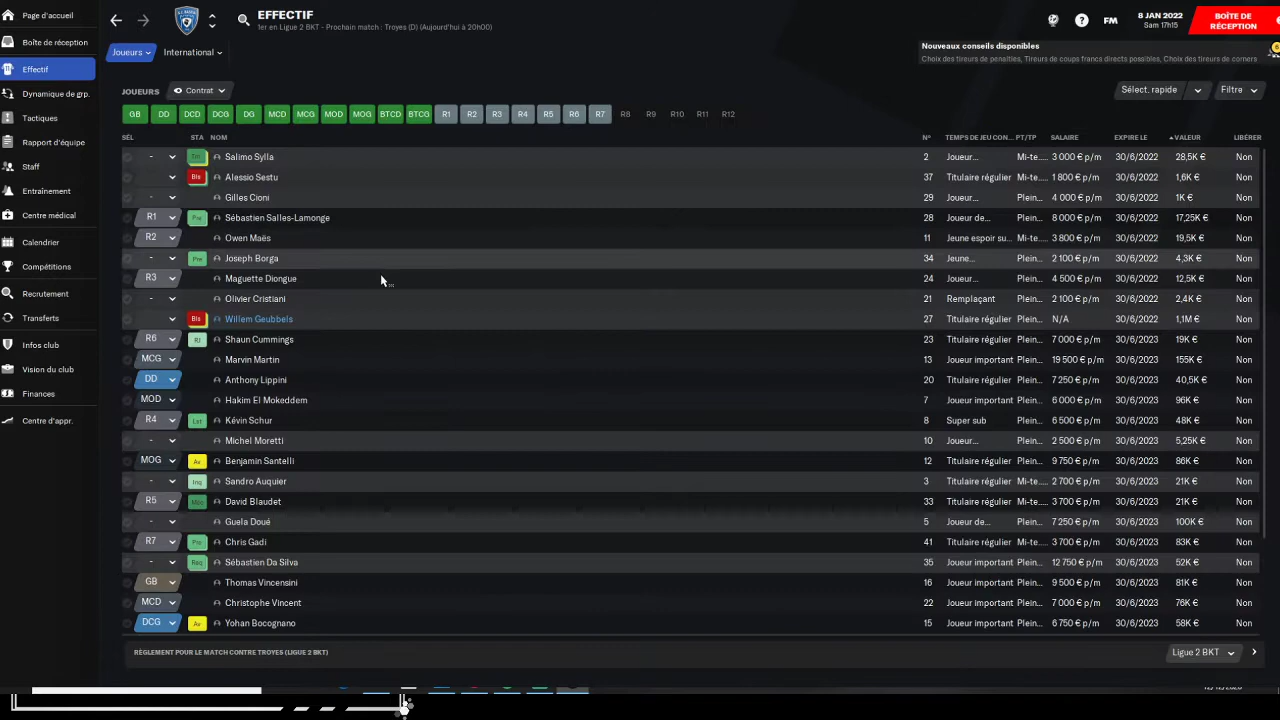 Page d'accueil
EFFECTIF
1er en Ligue 2 BKT - Prochain match : Troyes (D) (Aujourd'hui à 20h00)
FM
8 JAN 2022
Sam 17h15
BOÎTE DE RÉCEPTION
Boîte de réception
Effectif
Dynamique de grp.
Tactiques
Rapport d'équipe
Staff
Entraînement
Centre médical
Calendrier
Compétitions
Recrutement
Transferts
Infos club
Vision du club
Finances
Centre d'appr.
Joueurs
International
Nouveaux conseils disponibles
Choix des tireurs de penalties, Tireurs de coups francs directs possibles, Choix des tireurs de corners
JOUEURS Contrat
Sélect. rapide Filtre
GB DD DCD DCG DG MCD MCG MOD MOG BTCD BTCG R1 R2 R3 R4 R5 R6 R7 R8 R9 R10 R11 R12
SÉL STA NOM N° TEMPS DE JEU CON... PT/TP SALAIRE EXPIRE LE VALEUR LIBÉRER
- Salimo Sylla 2 Joueur... Mi-te.... 3 000 € p/m 30/6/2022 28,5K € Non
Bls Alessio Sestu 37 Titulaire régulier Plein... 1 800 € p/m 30/6/2022 1,6K € Non
- Gilles Cioni 29 Joueur... Plein... 4 000 € p/m 30/6/2022 1K € Non
R1 Sébastien Salles-Lamonge 28 Joueur de... Plein... 8 000 € p/m 30/6/2022 17,25K € Non
R2 Owen Maës 11 Jeune espoir su... Mi-te.... 3 800 € p/m 30/6/2022 19,5K € Non
- Joseph Borga 34 Jeune... Plein... 2 100 € p/m 30/6/2022 4,3K € Non
R3 Maguette Diongue 24 Joueur... Plein... 4 500 € p/m 30/6/2022 12,5K € Non
- Olivier Cristiani 21 Remplaçant Plein... 2 100 € p/m 30/6/2022 2,4K € Non
Bls Willem Geubbels 27 Titulaire régulier Plein... N/A 30/6/2022 1,1M € Non
R6 RJ Shaun Cummings 23 Titulaire régulier Plein... 7 000 € p/m 30/6/2022 19K € Non
MCG Marvin Martin 13 Joueur important Plein... 19 500 € p/m 30/6/2022 155K € Non
DD Anthony Lippini 20 Titulaire régulier Plein... 7 250 € p/m 30/6/2023 40,5K € Non
MOD Hakim El Mokeddem 7 Joueur important Plein... 6 000 € p/m 30/6/2023 96K € Non
R4 Lst Kévin Schur 8 Super sub Plein... 6 500 € p/m 30/6/2023 48K € Non
- Michel Moretti 10 Joueur... Plein... 2 500 € p/m 30/6/2023 5,25K € Non
MOG Av Benjamin Santelli 12 Titulaire régulier Plein... 9 750 € p/m 30/6/2023 86K € Non
- Inq Sandro Auquier 3 Titulaire régulier Mi-te.... 2 700 € p/m 30/6/2023 21K € Non
R5 David Blaudet 33 Titulaire régulier Mi-te.... 3 700 € p/m 30/6/2023 21K € Non
- Guela Doué 5 Joueur de... Plein... 7 250 € p/m 30/6/2023 100K € Non
R7 Chris Gadi 41 Titulaire régulier Mi-te.... 3 700 € p/m 30/6/2023 83K € Non
- Sébastien Da Silva 35 Joueur important Plein... 12 750 € p/m 30/6/2023 52K € Non
GB Thomas Vincensini 16 Joueur important Plein... 9 500 € p/m 30/6/2023 81K € Non
MCD Christophe Vincent 22 Joueur important Plein... 7 000 € p/m 30/6/2023 76K € Non
DCG Av Yohan Bocognano 15 Joueur important Plein... 6 750 € p/m 30/6/2023 58K € Non
RÈGLEMENT POUR LE MATCH CONTRE TROYES (LIGUE 2 BKT) Ligue 2 BKT